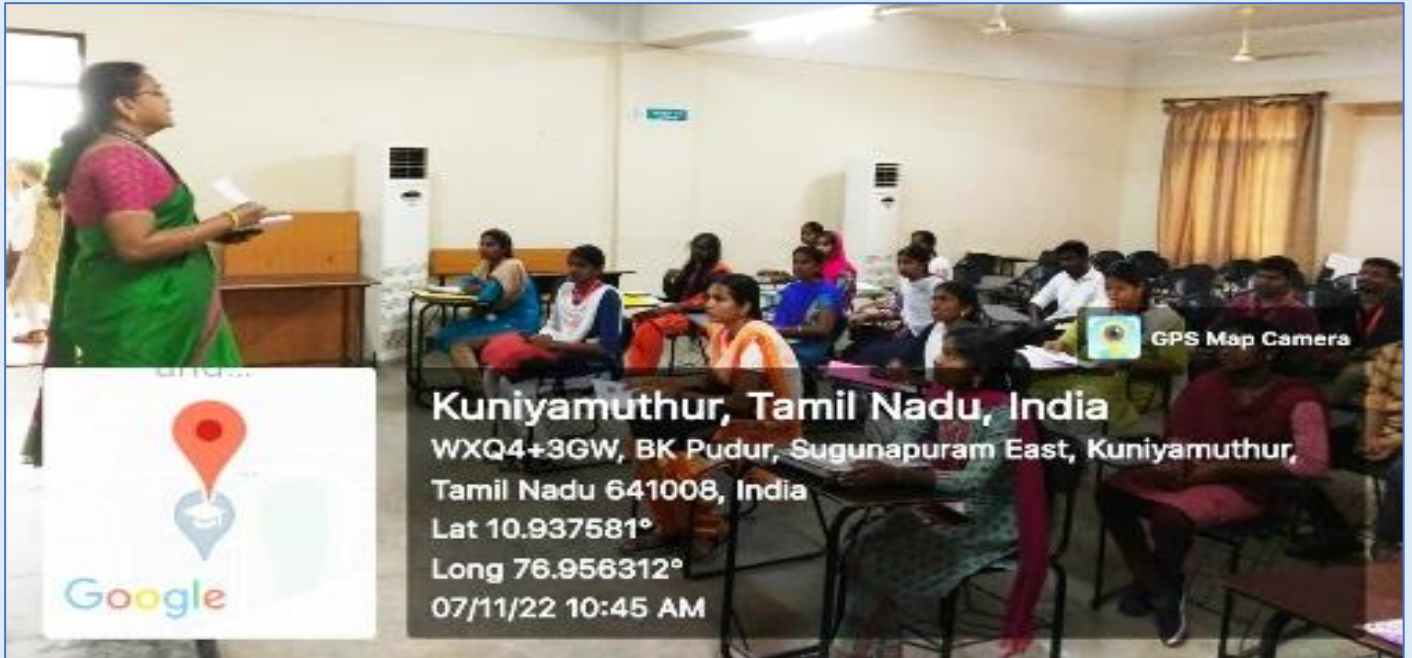 GPS Map Camera
Kuniyamuthur, Tamil Nadu, India
WXQ4+3GW, BK Pudur, Sugunapuram East, Kuniyamuthur,
Tamil Nadu 641008, India
Lat 10.937581°
Long 76.956312°
07/11/22 10:45 AM
Google